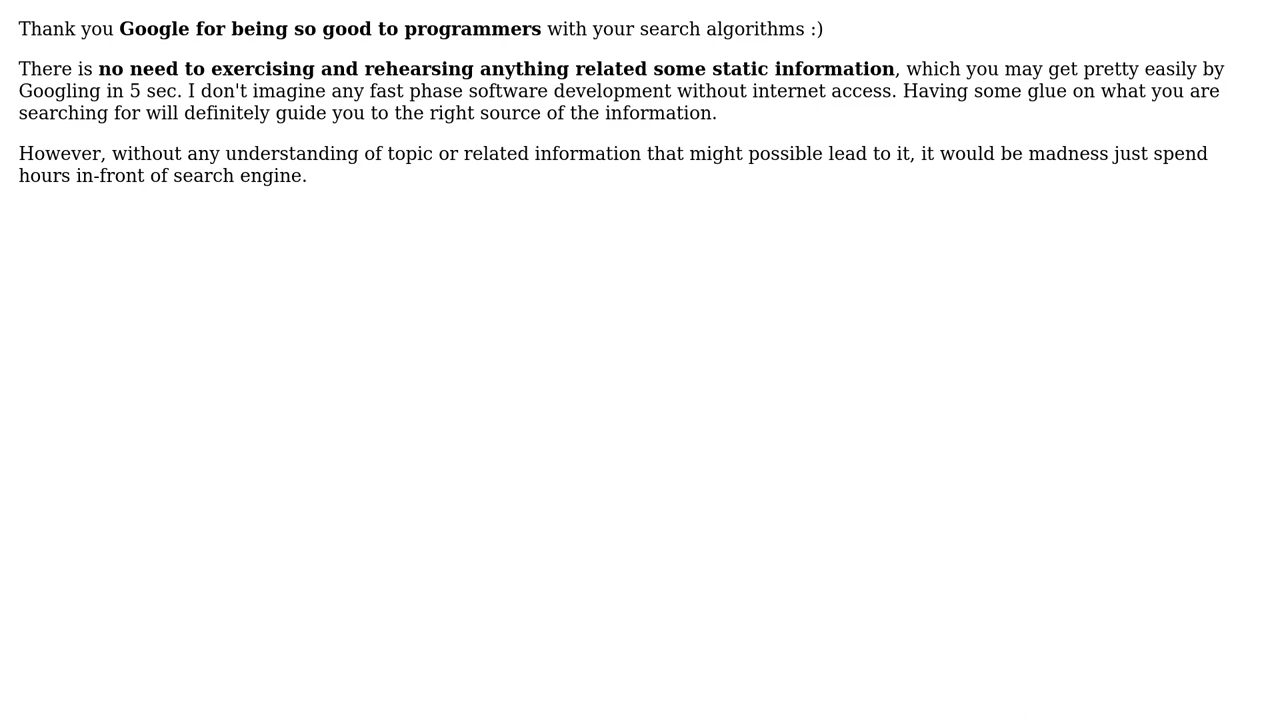 Thank you Google for being so good to programmers with your search algorithms :)
There is no need to exercising and rehearsing anything related some static information, which you may get pretty easily by
Googling in 5 sec. I don't imagine any fast phase software development without internet access. Having some glue on what you are
searching for will definitely guide you to the right source of the information.
However, without any understanding of topic or related information that might possible lead to it, it would be madness just spend
hours in-front of search engine.